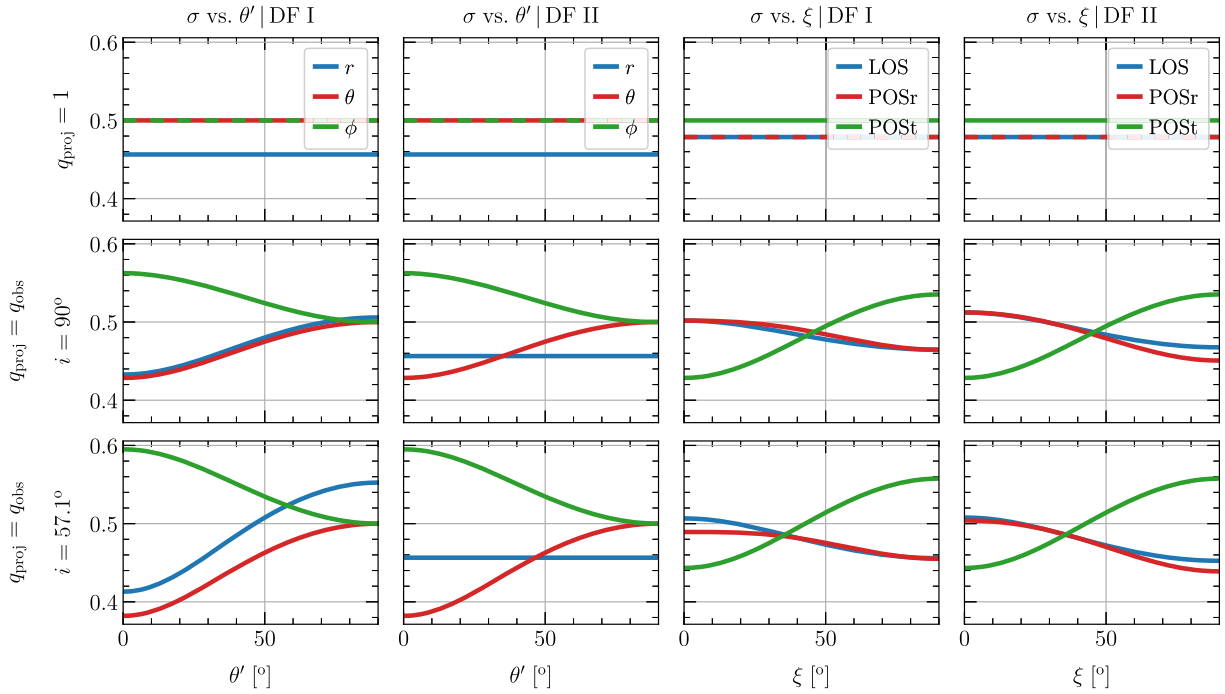 σ vs. θ′ | DF I
σ vs. θ′ | DF II
σ vs. ξ | DF I
σ vs. ξ | DF II
q_proj = 1
0.6
0.5
0.4
r
θ
ϕ
r
θ
ϕ
LOS
POSr
POSt
LOS
POSr
POSt
q_proj = q_obs
i = 90°
0.6
0.5
0.4
q_proj = q_obs
i = 57.1°
0.6
0.5
0.4
0 50
0 50
0 50
0 50
θ′ [°]
θ′ [°]
ξ [°]
ξ [°]